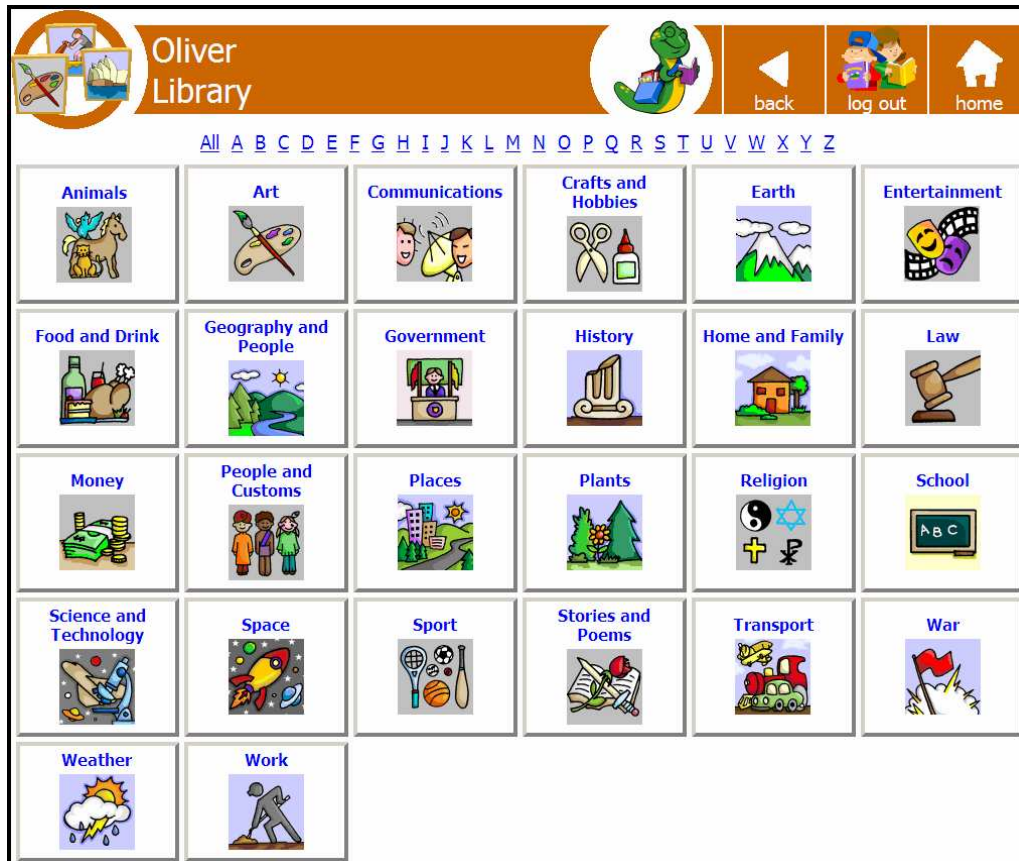 Oliver
Library
back
log out
home
All A B C D E F G H I J K L M N O P Q R S T U V W X Y Z
Animals
Art
Communications
Crafts and
Hobbies
Earth
Entertainment
Food and Drink
Geography and
People
Government
History
Home and Family
Law
Money
People and
Customs
Places
Plants
Religion
School
ABC
Science and
Technology
Space
Sport
Stories and
Poems
Transport
War
Weather
Work